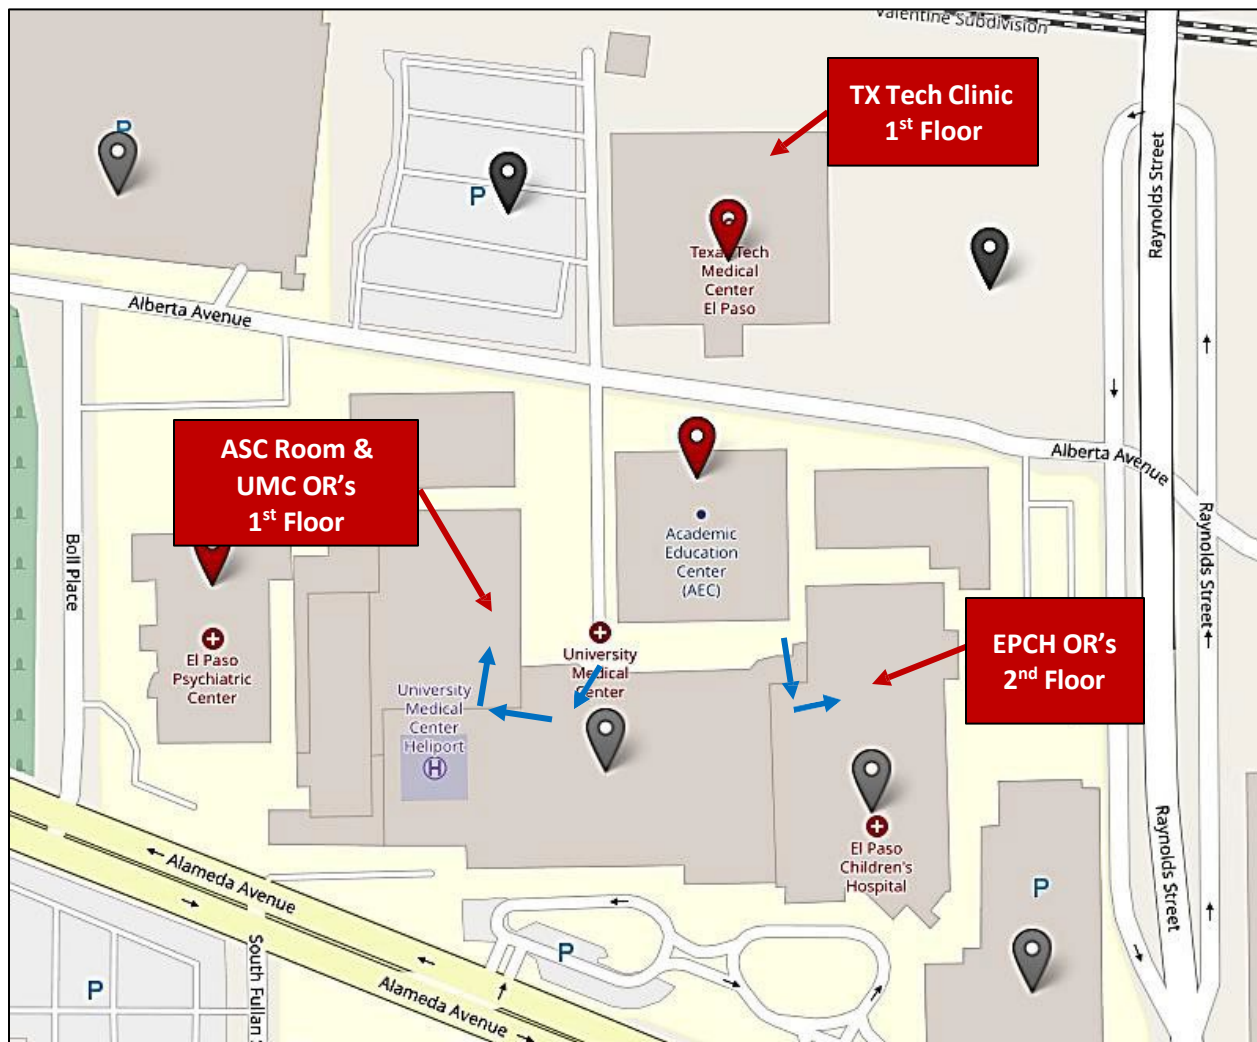 Valentine Subdivision
TX Tech Clinic
1st Floor
P
P
Raynolds Street
Texas Tech
Medical
Center
El Paso
Alberta Avenue
ASC Room &
UMC OR's
1st Floor
Alberta Avenue
Raynolds Street
Boll Place
Academic
Education
Center
(AEC)
El Paso
Psychiatric
Center
University
Medical
Center
EPCH OR's
2nd Floor
University
Medical
Center
Heliport
H
El Paso
Children's
Hospital
Raynolds Street
Alameda Avenue
P
P
P
South Fullan
Alameda Avenue